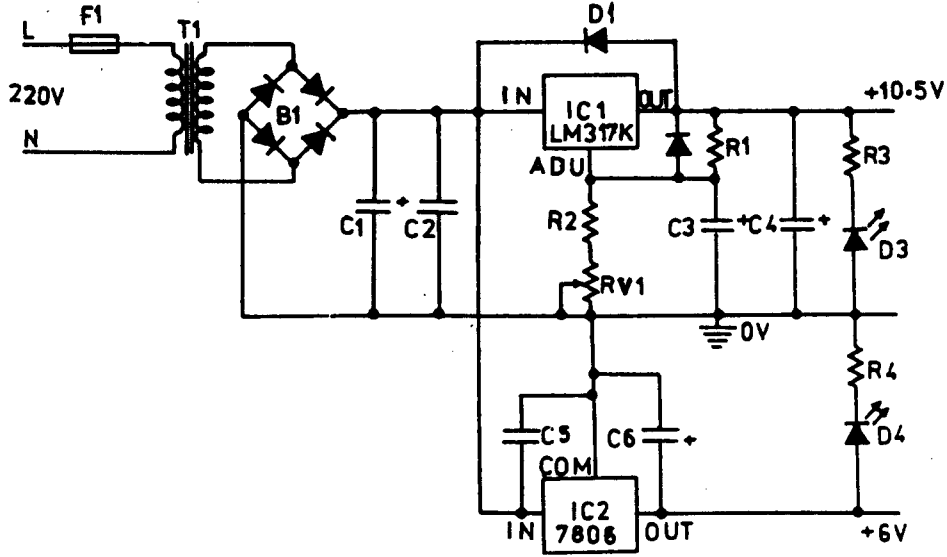 F1
L
T1
220V
N
B1
D1
IN
IC1
LM317K
OUT
ADU
+10.5V
R1
R3
C1
+
C2
R2
C3
+
C4
+
D3
RV1
0V
R4
C5
C6
+
D4
COM
IN
IC2
7806
OUT
+6V